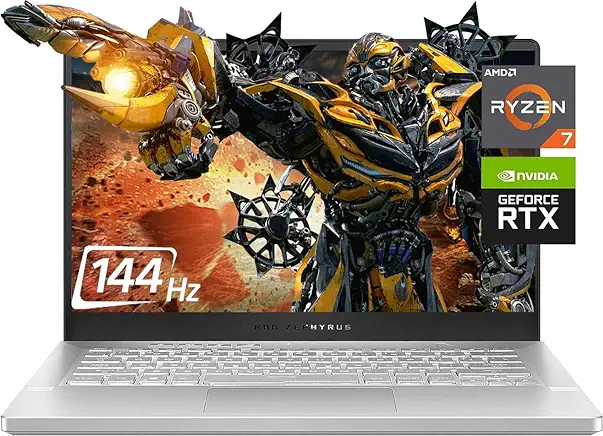 AMD
RYZEN
7
NVIDIA
GEFORCE
RTX
144 Hz
ROG ZEPHYRUS